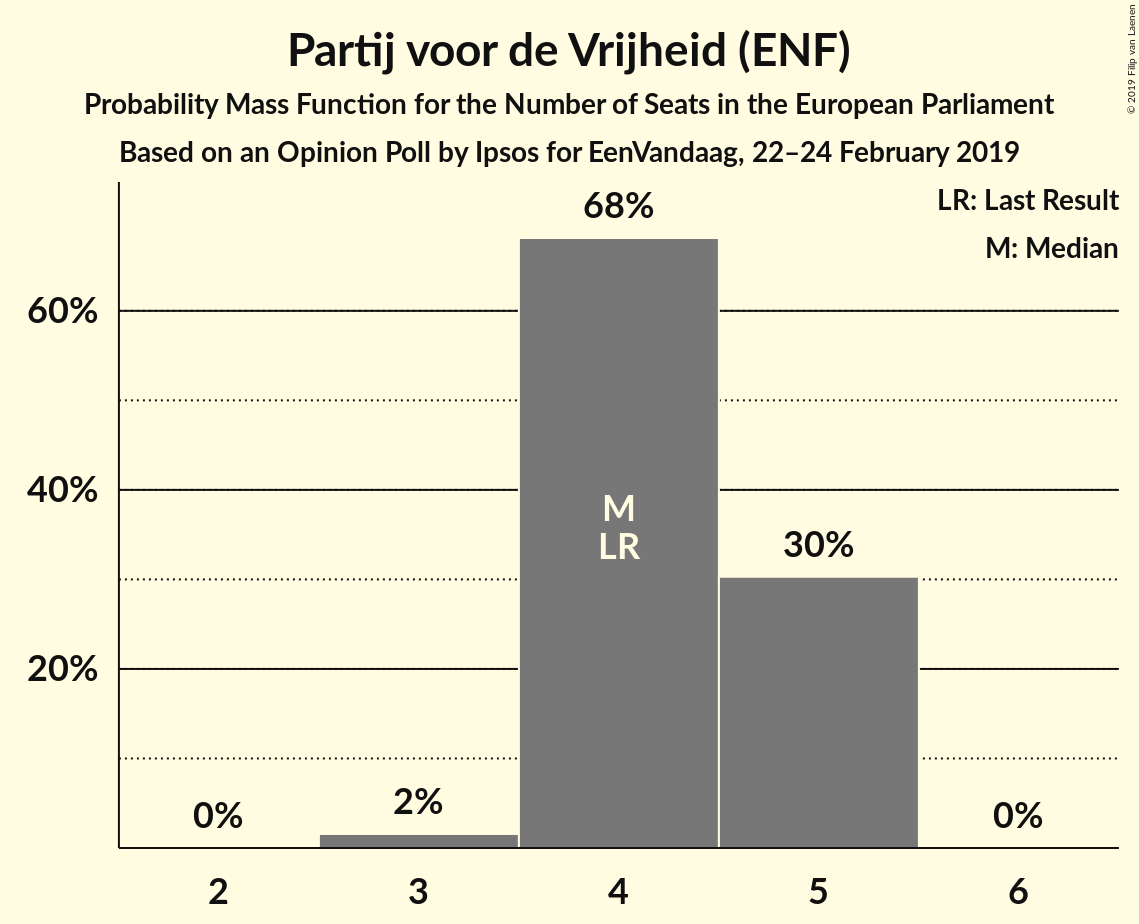 Partij voor de Vrijheid (ENF)
Probability Mass Function for the Number of Seats in the European Parliament
Based on an Opinion Poll by Ipsos for EenVandaag, 22–24 February 2019
© 2019 Filip van Laenen
LR: Last Result
M: Median
68%
60%
40%
M
LR
30%
20%
2%
0%
0%
2
3
4
5
6